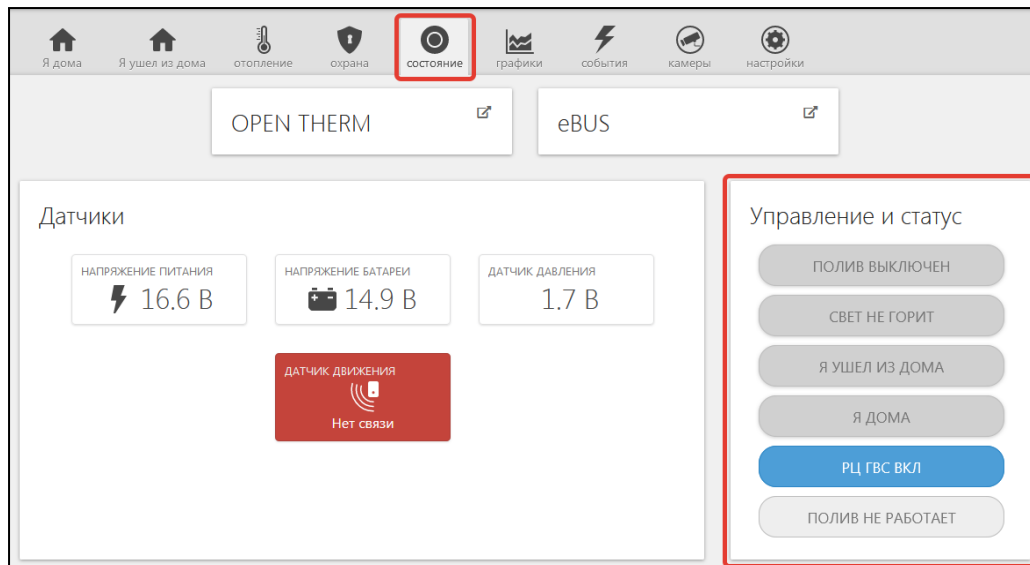 Я дома
Я ушел из дома
отопление
охрана
состояние
графики
события
камеры
настройки
OPEN THERM
eBUS
Датчики
НАПРЯЖЕНИЕ ПИТАНИЯ
16.6 В
НАПРЯЖЕНИЕ БАТАРЕИ
14.9 В
ДАТЧИК ДАВЛЕНИЯ
1.7 В
ДАТЧИК ДВИЖЕНИЯ
Нет связи
Управление и статус
ПОЛИВ ВЫКЛЮЧЕН
СВЕТ НЕ ГОРИТ
Я УШЕЛ ИЗ ДОМА
Я ДОМА
РЦ ГВС ВКЛ
ПОЛИВ НЕ РАБОТАЕТ